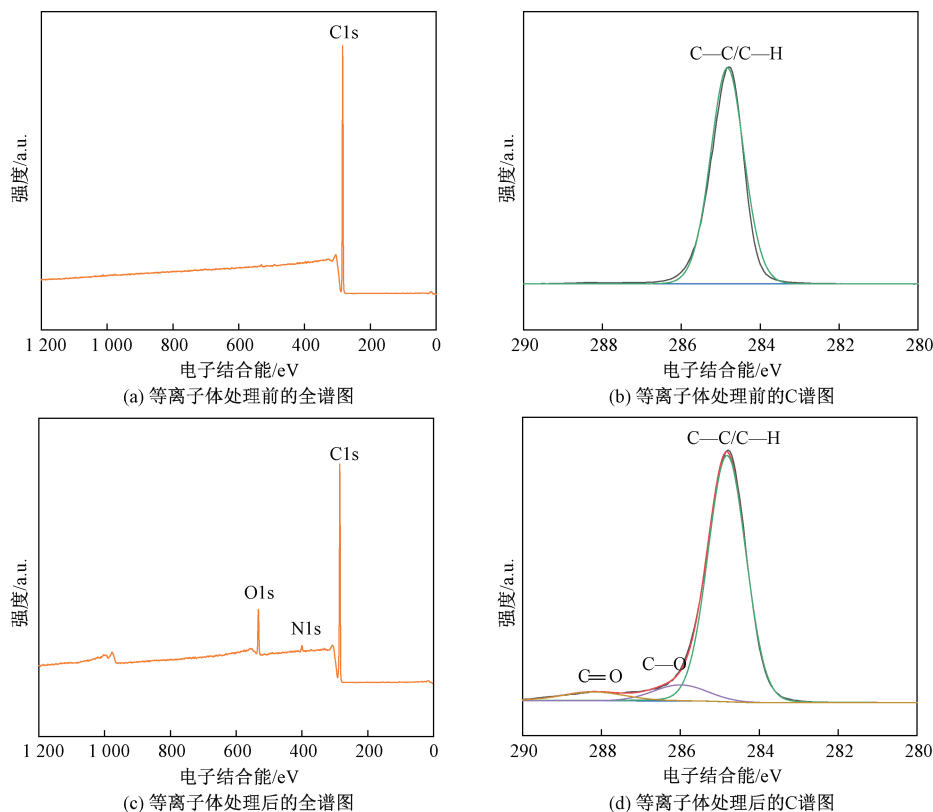 C1s
强度/a.u.
1 200 1 000 800 600 400 200 0
电子结合能/eV
(a) 等离子体处理前的全谱图
C—C/C—H
强度/a.u.
290 288 286 284 282 280
电子结合能/eV
(b) 等离子体处理前的C谱图
C1s
O1s
N1s
强度/a.u.
1 200 1 000 800 600 400 200 0
电子结合能/eV
(c) 等离子体处理后的全谱图
C—C/C—H
C—O
C=O
强度/a.u.
290 288 286 284 282 280
电子结合能/eV
(d) 等离子体处理后的C谱图